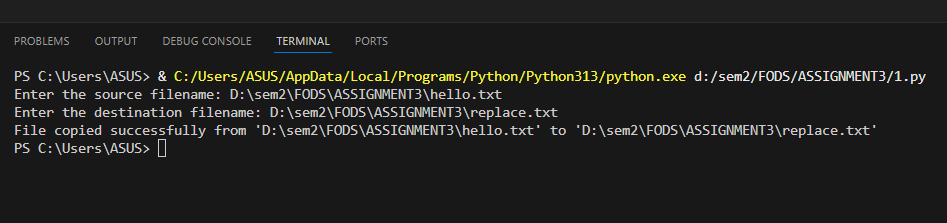 PROBLEMS OUTPUT DEBUG CONSOLE TERMINAL PORTS
PS C:\Users\ASUS> & C:/Users/ASUS/AppData/Local/Programs/Python/Python313/python.exe d:/sem2/FODS/ASSIGNMENT3/1.py
Enter the source filename: D:\sem2\FODS\ASSIGNMENT3\hello.txt
Enter the destination filename: D:\sem2\FODS\ASSIGNMENT3\replace.txt
File copied successfully from 'D:\sem2\FODS\ASSIGNMENT3\hello.txt' to 'D:\sem2\FODS\ASSIGNMENT3\replace.txt'
PS C:\Users\ASUS>